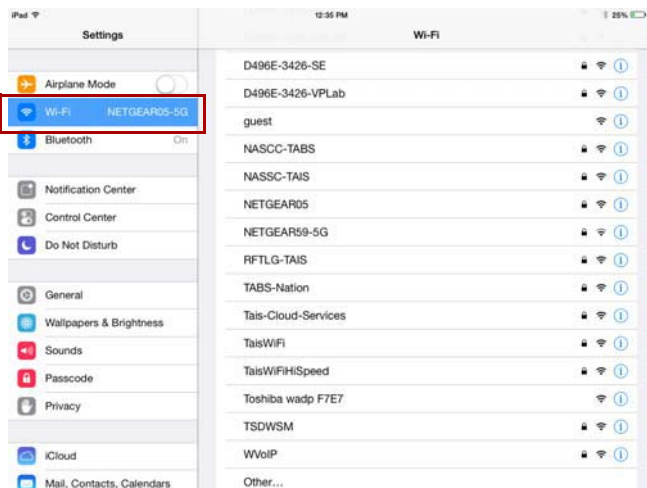 iPad
12:35 PM
25%
Settings
Wi-Fi
Airplane Mode
Wi-Fi NETGEAR05-5G
Bluetooth On
Notification Center
Control Center
Do Not Disturb
General
Wallpapers & Brightness
Sounds
Passcode
Privacy
iCloud
Mail, Contacts, Calendars
D496E-3426-SE
D496E-3426-VPLab
guest
NASCC-TABS
NASSC-TAIS
NETGEAR05
NETGEAR59-5G
RFTLG-TAIS
TABS-Nation
Tais-Cloud-Services
TaisWiFi
TaisWiFiHiSpeed
Toshiba wadp F7E7
TSDWSM
WVoIP
Other...